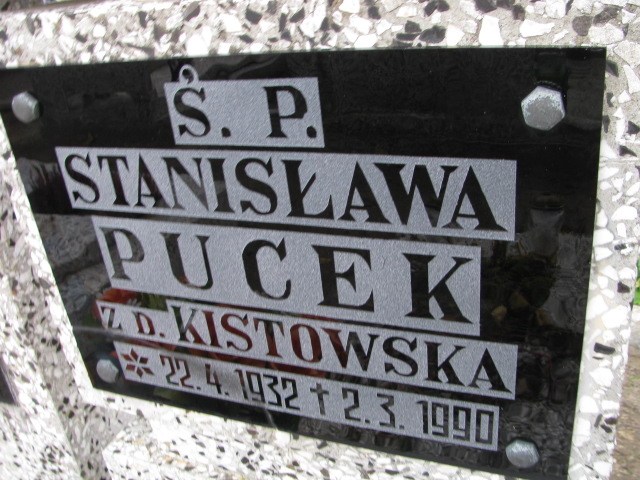 Ś. P.
STANISŁAWA
PUCEK
Z D. KISTOWSKA
* 22.4.1932 † 2.3.1990